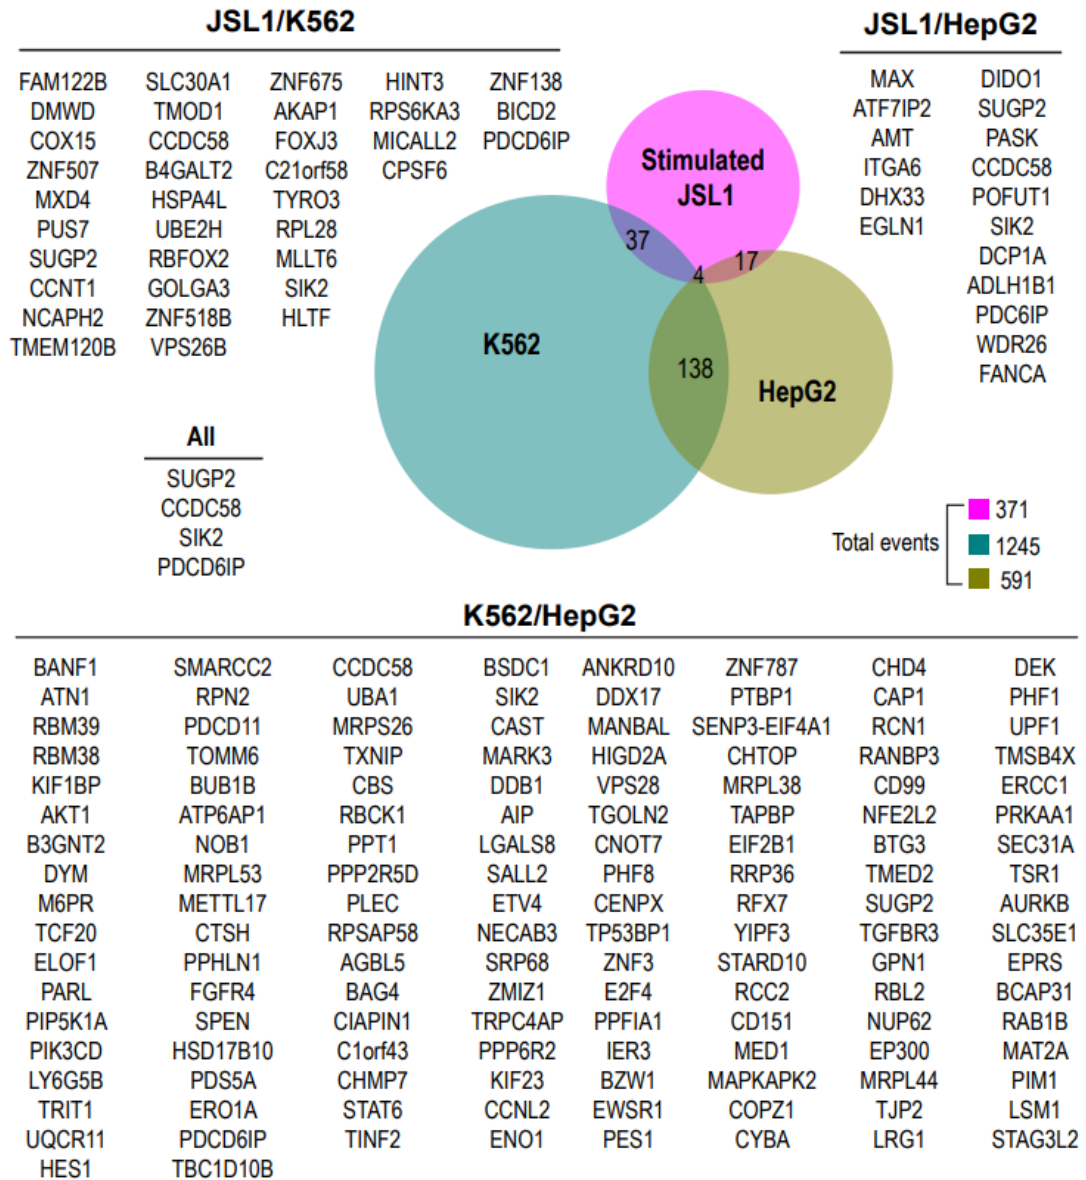 JSL1/K562
FAM122B SLC30A1 ZNF675 HINT3 ZNF138
DMWD TMOD1 AKAP1 RPS6KA3 BICD2
COX15 CCDC58 FOXJ3 MICALL2 PDCD6IP
ZNF507 B4GALT2 C21orf58 CPSF6
MXD4 HSPA4L TYRO3
PUS7 UBE2H RPL28
SUGP2 RBFOX2 MLLT6
CCNT1 GOLGA3 SIK2
NCAPH2 ZNF518B HLTF
TMEM120B VPS26B
JSL1/HepG2
MAX DIDO1
ATF7IP2 SUGP2
AMT PASK
ITGA6 CCDC58
DHX33 POFUT1
EGLN1 SIK2
DCP1A
ADLH1B1
PDC6IP
WDR26
FANCA
Stimulated
JSL1
37
17
4
K562
138
HepG2
All
SUGP2
CCDC58
SIK2
PDCD6IP
Total events
371
1245
591
K562/HepG2
BANF1 SMARCC2 CCDC58 BSDC1 ANKRD10 ZNF787 CHD4 DEK
ATN1 RPN2 UBA1 SIK2 DDX17 PTBP1 CAP1 PHF1
RBM39 PDCD11 MRPS26 CAST MANBAL SENP3-EIF4A1 RCN1 UPF1
RBM38 TOMM6 TXNIP MARK3 HIGD2A CHTOP RANBP3 TMSB4X
KIF1BP BUB1B CBS DDB1 VPS28 MRPL38 CD99 ERCC1
AKT1 ATP6AP1 RBCK1 AIP TGOLN2 TAPBP NFE2L2 PRKAA1
B3GNT2 NOB1 PPT1 LGALS8 CNOT7 EIF2B1 BTG3 SEC31A
DYM MRPL53 PPP2R5D SALL2 PHF8 RRP36 TMED2 TSR1
M6PR METTL17 PLEC ETV4 CENPX RFX7 SUGP2 AURKB
TCF20 CTSH RPSAP58 NECAB3 TP53BP1 YIPF3 TGFBR3 SLC35E1
ELOF1 PPHLN1 AGBL5 SRP68 ZNF3 STARD10 GPN1 EPRS
PARL FGFR4 BAG4 ZMIZ1 E2F4 RCC2 RBL2 BCAP31
PIP5K1A SPEN CIAPIN1 TRPC4AP PPFIA1 CD151 NUP62 RAB1B
PIK3CD HSD17B10 C1orf43 PPP6R2 IER3 MED1 EP300 MAT2A
LY6G5B PDS5A CHMP7 KIF23 BZW1 MAPKAPK2 MRPL44 PIM1
TRIT1 ERO1A STAT6 CCNL2 EWSR1 COPZ1 TJP2 LSM1
UQCR11 PDCD6IP TINF2 ENO1 PES1 CYBA LRG1 STAG3L2
HES1 TBC1D10B